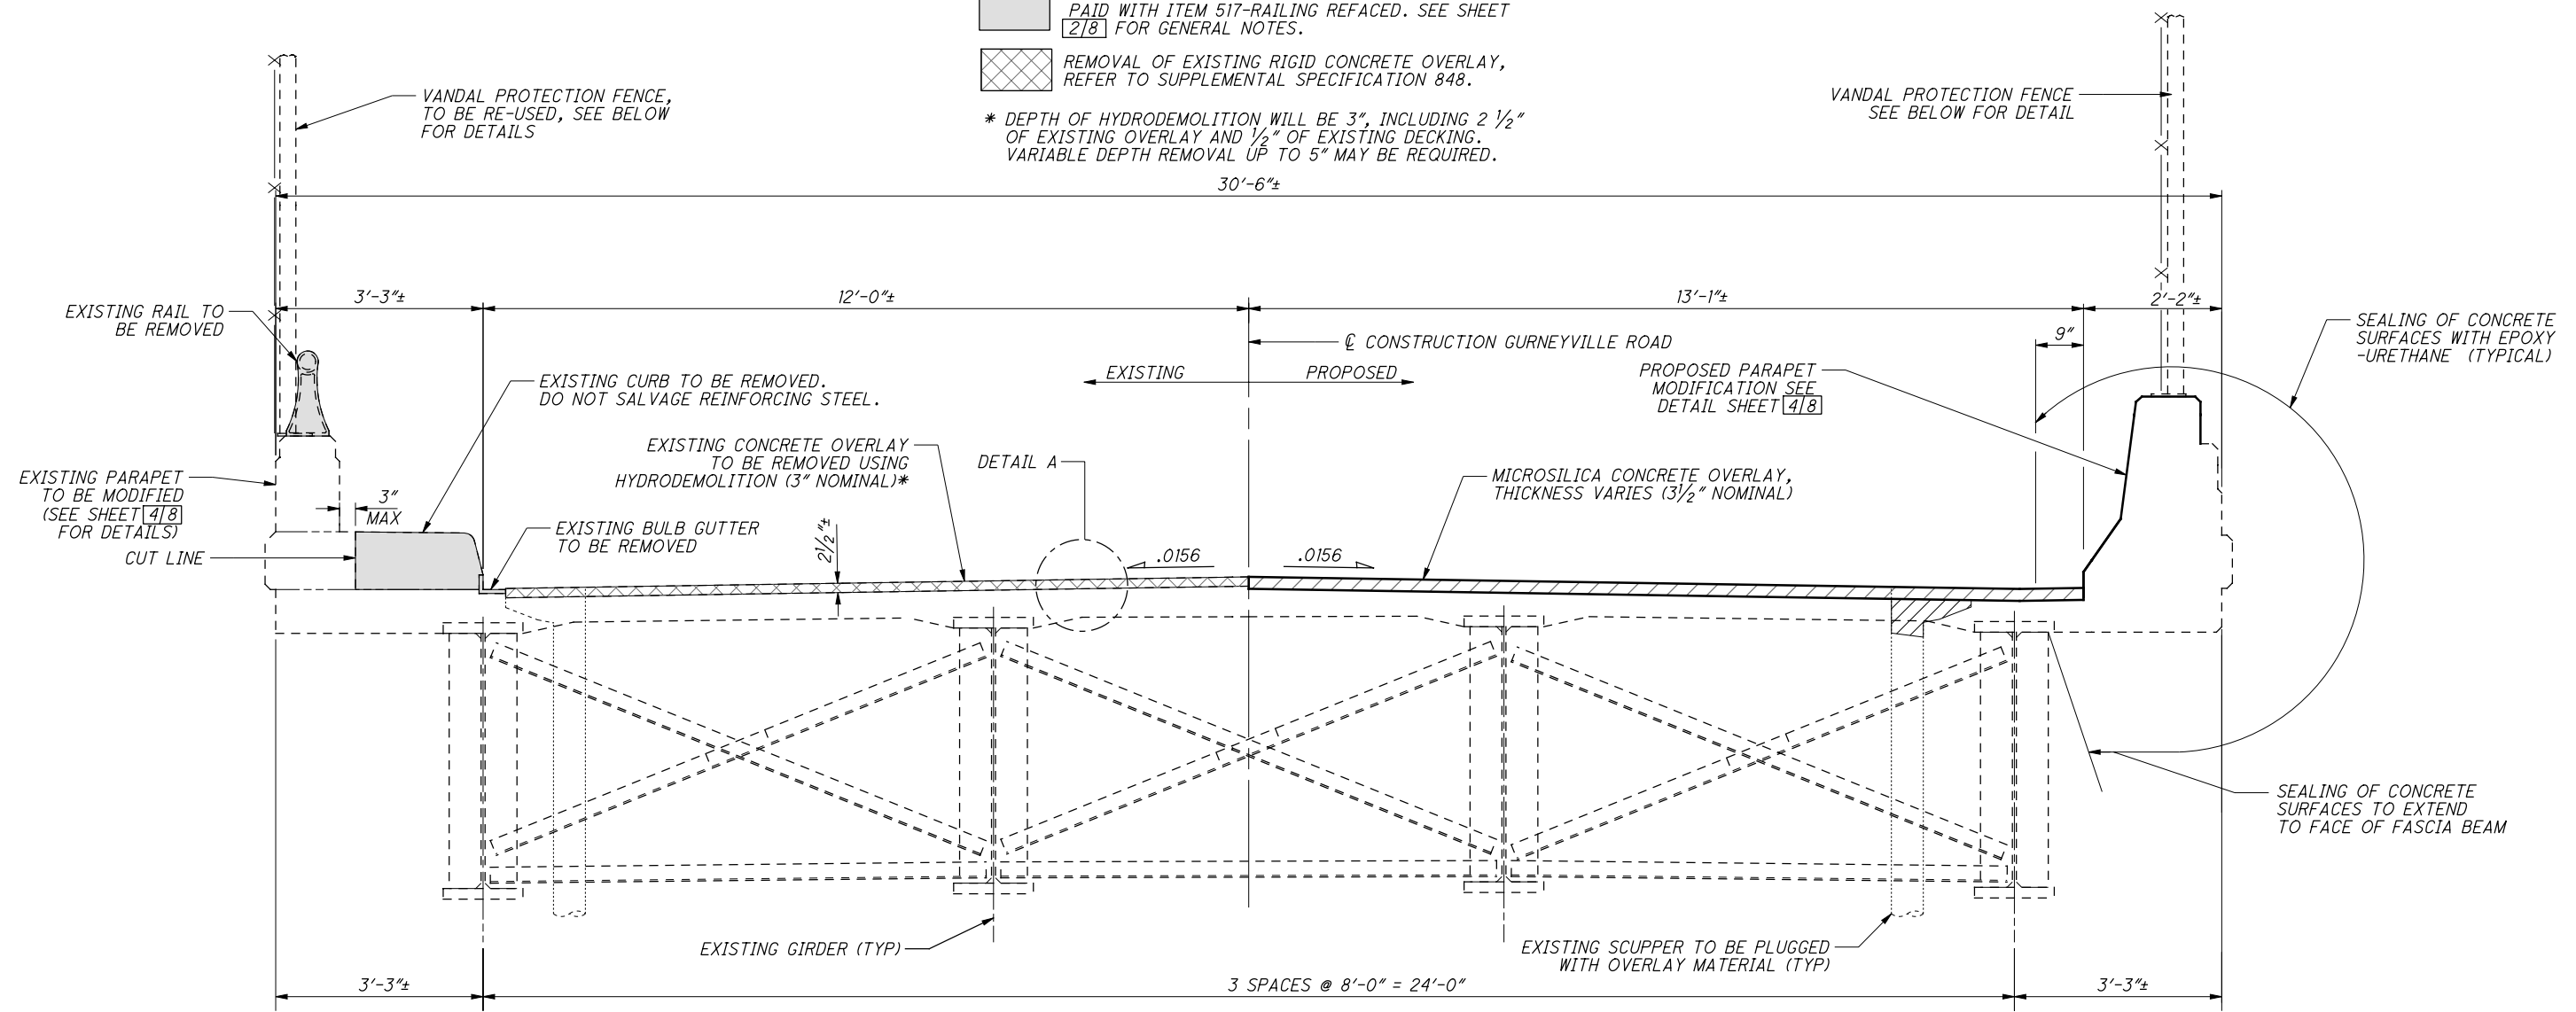 PAID WITH ITEM 517-RAILING REFACED. SEE SHEET
2/8 FOR GENERAL NOTES.
REMOVAL OF EXISTING RIGID CONCRETE OVERLAY,
REFER TO SUPPLEMENTAL SPECIFICATION 848.
* DEPTH OF HYDRODEMOLITION WILL BE 3", INCLUDING 2 1/2"
OF EXISTING OVERLAY AND 1/2" OF EXISTING DECKING.
VARIABLE DEPTH REMOVAL UP TO 5" MAY BE REQUIRED.
VANDAL PROTECTION FENCE,
TO BE RE-USED, SEE BELOW
FOR DETAILS
VANDAL PROTECTION FENCE
SEE BELOW FOR DETAIL
30'-6"±
3'-3"±
12'-0"±
13'-1"±
2'-2"±
EXISTING RAIL TO
BE REMOVED
9"
SEALING OF CONCRETE
SURFACES WITH EPOXY
-URETHANE (TYPICAL)
℄ CONSTRUCTION GURNEYVILLE ROAD
EXISTING
PROPOSED
PROPOSED PARAPET
MODIFICATION SEE
DETAIL SHEET 4/8
EXISTING CURB TO BE REMOVED.
DO NOT SALVAGE REINFORCING STEEL.
EXISTING CONCRETE OVERLAY
TO BE REMOVED USING
HYDRODEMOLITION (3" NOMINAL)*
DETAIL A
MICROSILICA CONCRETE OVERLAY,
THICKNESS VARIES (3 1/2" NOMINAL)
EXISTING PARAPET
TO BE MODIFIED
(SEE SHEET 4/8
FOR DETAILS)
3"
MAX
CUT LINE
EXISTING BULB GUTTER
TO BE REMOVED
2 1/2"±
.0156
.0156
SEALING OF CONCRETE
SURFACES TO EXTEND
TO FACE OF FASCIA BEAM
EXISTING GIRDER (TYP)
EXISTING SCUPPER TO BE PLUGGED
WITH OVERLAY MATERIAL (TYP)
3'-3"±
3 SPACES @ 8'-0" = 24'-0"
3'-3"±